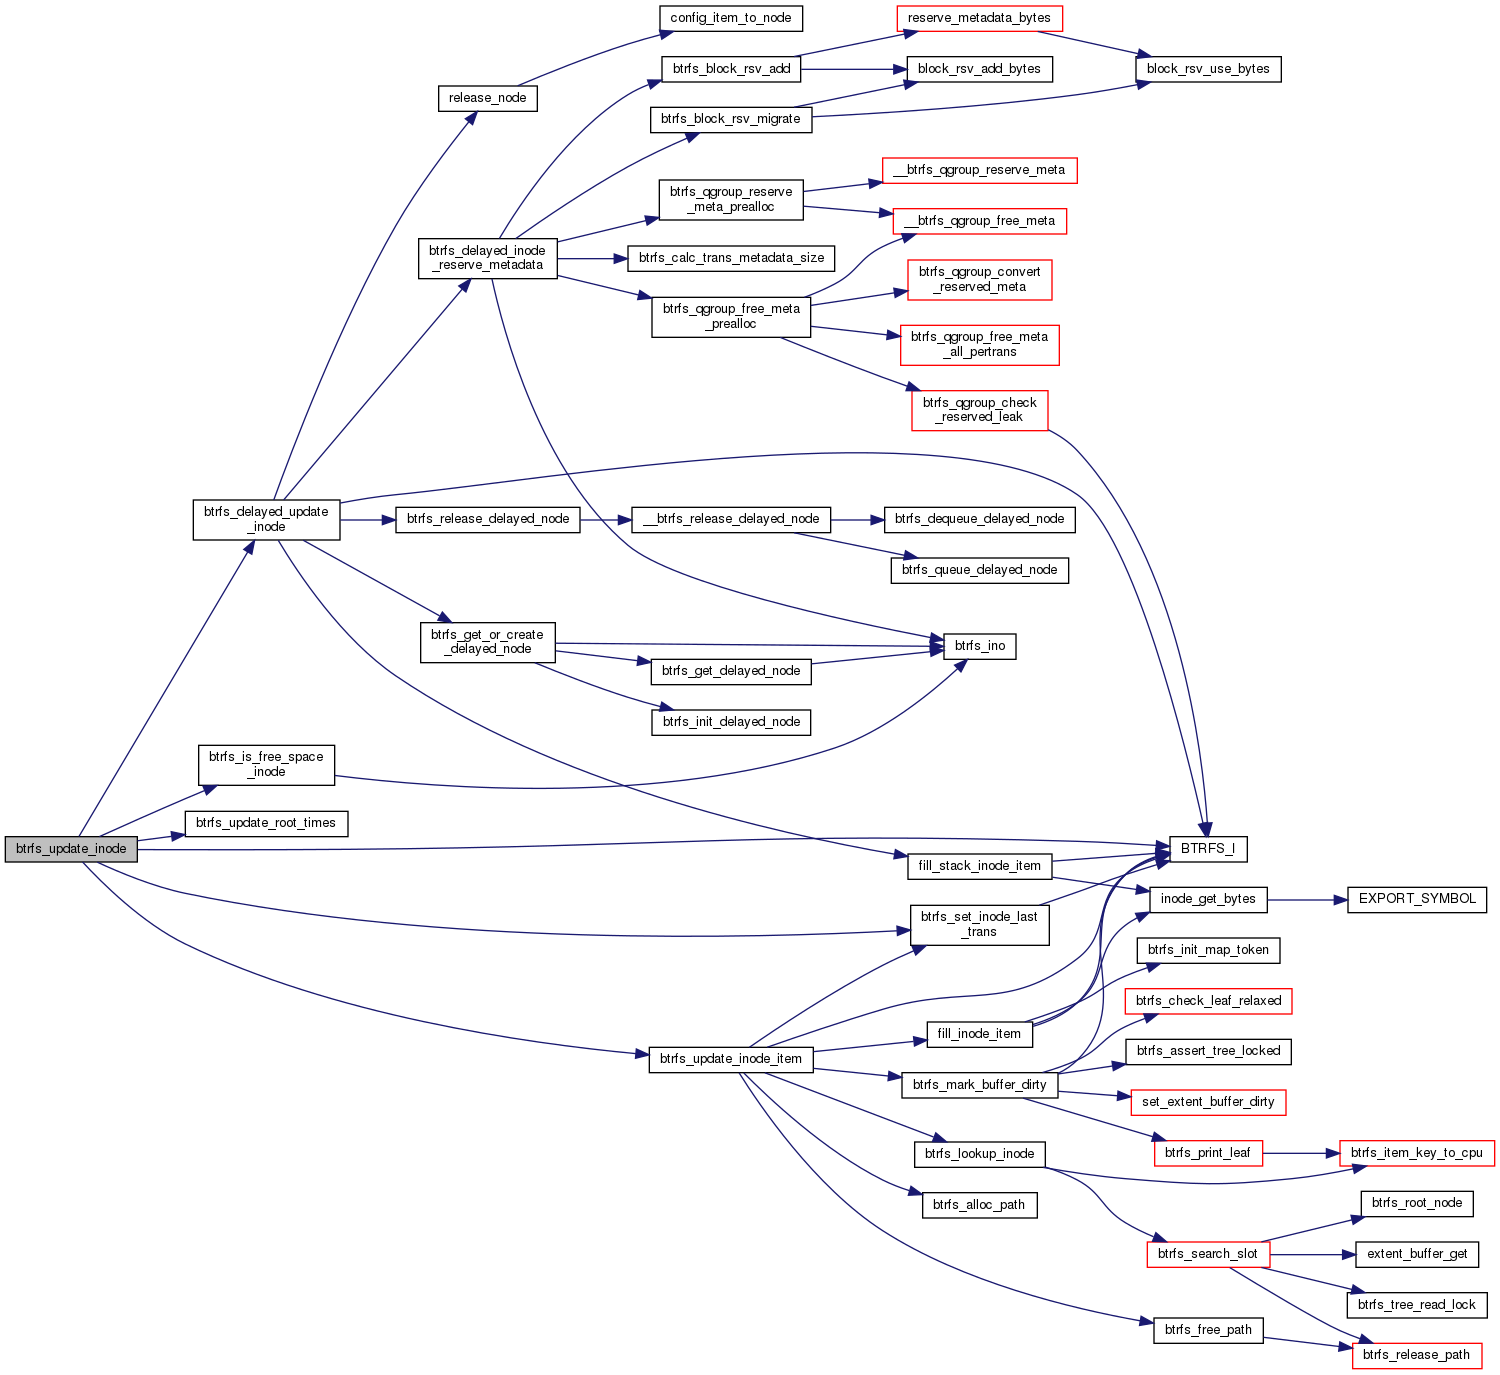 config_item_to_node
reserve_metadata_bytes
btrfs_block_rsv_add
block_rsv_add_bytes
block_rsv_use_bytes
release_node
btrfs_block_rsv_migrate
__btrfs_qgroup_reserve_meta
btrfs_qgroup_reserve
_meta_prealloc
__btrfs_qgroup_free_meta
btrfs_delayed_inode
_reserve_metadata
btrfs_calc_trans_metadata_size
btrfs_qgroup_convert
_reserved_meta
btrfs_qgroup_free_meta
_prealloc
btrfs_qgroup_free_meta
_all_pertrans
btrfs_qgroup_check
_reserved_leak
btrfs_delayed_update
_inode
btrfs_release_delayed_node
__btrfs_release_delayed_node
btrfs_dequeue_delayed_node
btrfs_queue_delayed_node
btrfs_get_or_create
_delayed_node
btrfs_ino
btrfs_get_delayed_node
btrfs_init_delayed_node
btrfs_is_free_space
_inode
btrfs_update_root_times
btrfs_update_inode
BTRFS_I
fill_stack_inode_item
inode_get_bytes
EXPORT_SYMBOL
btrfs_set_inode_last
_trans
btrfs_init_map_token
btrfs_check_leaf_relaxed
fill_inode_item
btrfs_assert_tree_locked
btrfs_update_inode_item
btrfs_mark_buffer_dirty
set_extent_buffer_dirty
btrfs_print_leaf
btrfs_item_key_to_cpu
btrfs_lookup_inode
btrfs_alloc_path
btrfs_root_node
btrfs_search_slot
extent_buffer_get
btrfs_tree_read_lock
btrfs_free_path
btrfs_release_path